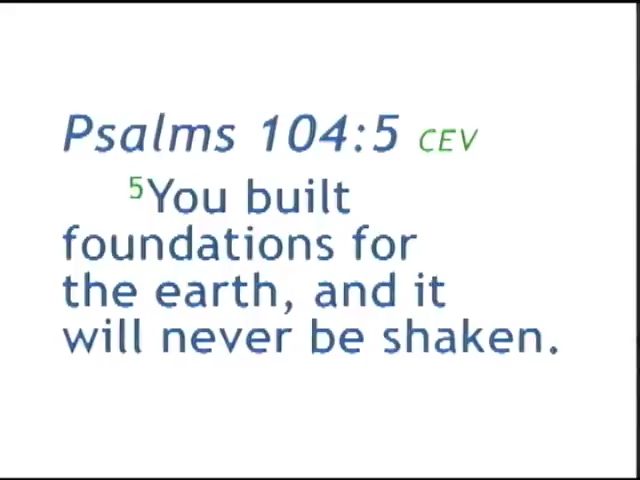 Psalms 104:5 CEV
5You built
foundations for
the earth, and it
will never be shaken.